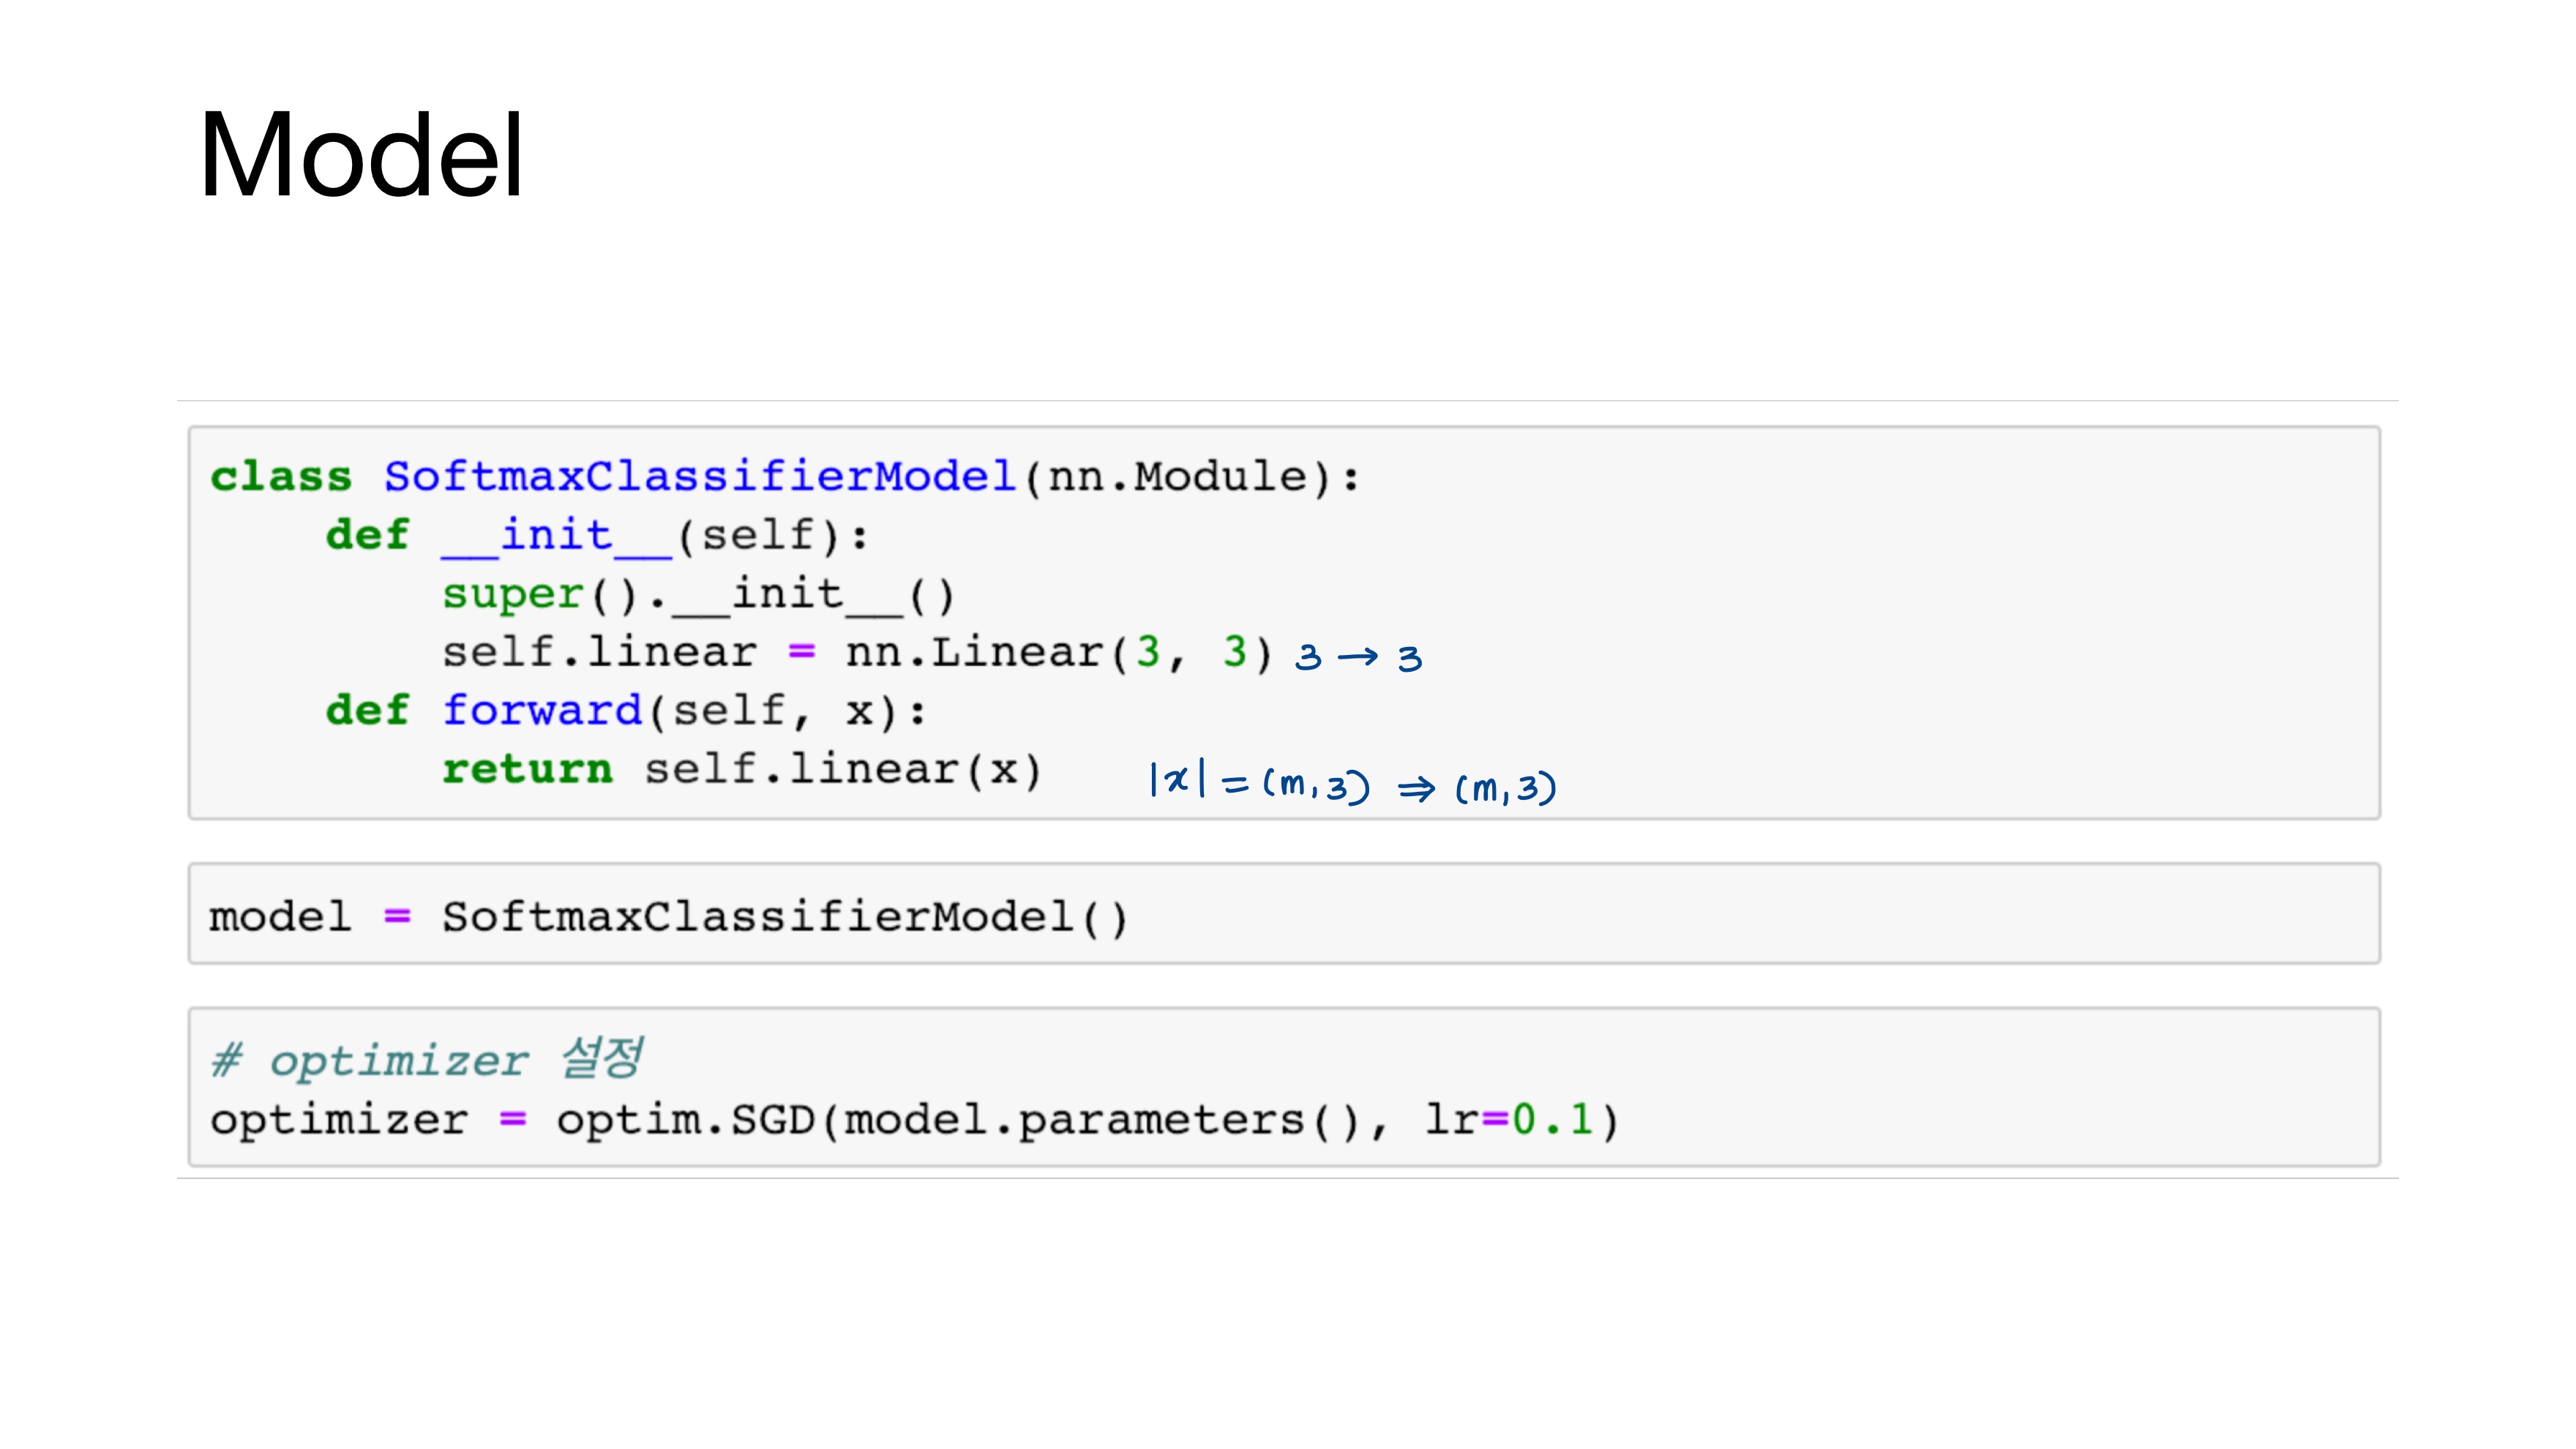 Model
class SoftmaxClassifierModel(nn.Module):
    def __init__(self):
        super().__init__()
        self.linear = nn.Linear(3, 3) 3 → 3
    def forward(self, x):
        return self.linear(x) |x| = (m, 3) ⇒ (m, 3)
model = SoftmaxClassifierModel()
# optimizer 설정
optimizer = optim.SGD(model.parameters(), lr=0.1)